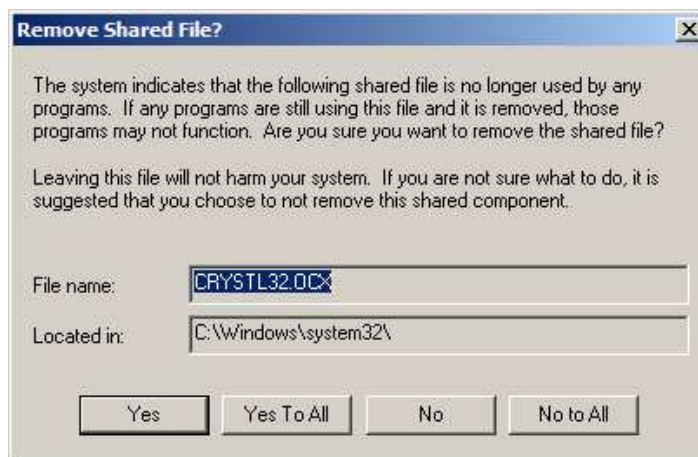 Remove Shared File?
The system indicates that the following shared file is no longer used by any
programs. If any programs are still using this file and it is removed, those
programs may not function. Are you sure you want to remove the shared file?
Leaving this file will not harm your system. If you are not sure what to do, it is
suggested that you choose to not remove this shared component.
File name: CRYSTL32.OCX
Located in: C:\Windows\system32\
Yes Yes To All No No to All